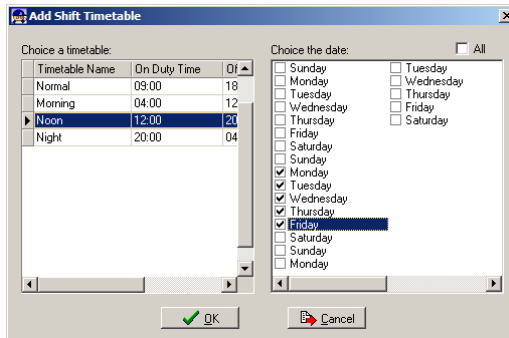 Add Shift Timetable
Choice a timetable:
Timetable Name On Duty Time Of
Normal 09:00 18
Morning 04:00 12
Noon 12:00 20
Night 20:00 04
Choice the date:
All
Sunday
Monday
Tuesday
Wednesday
Thursday
Friday
Saturday
Sunday
Monday
Tuesday
Wednesday
Thursday
Friday
Saturday
Sunday
Monday
Tuesday
Wednesday
Thursday
Friday
Saturday
OK
Cancel